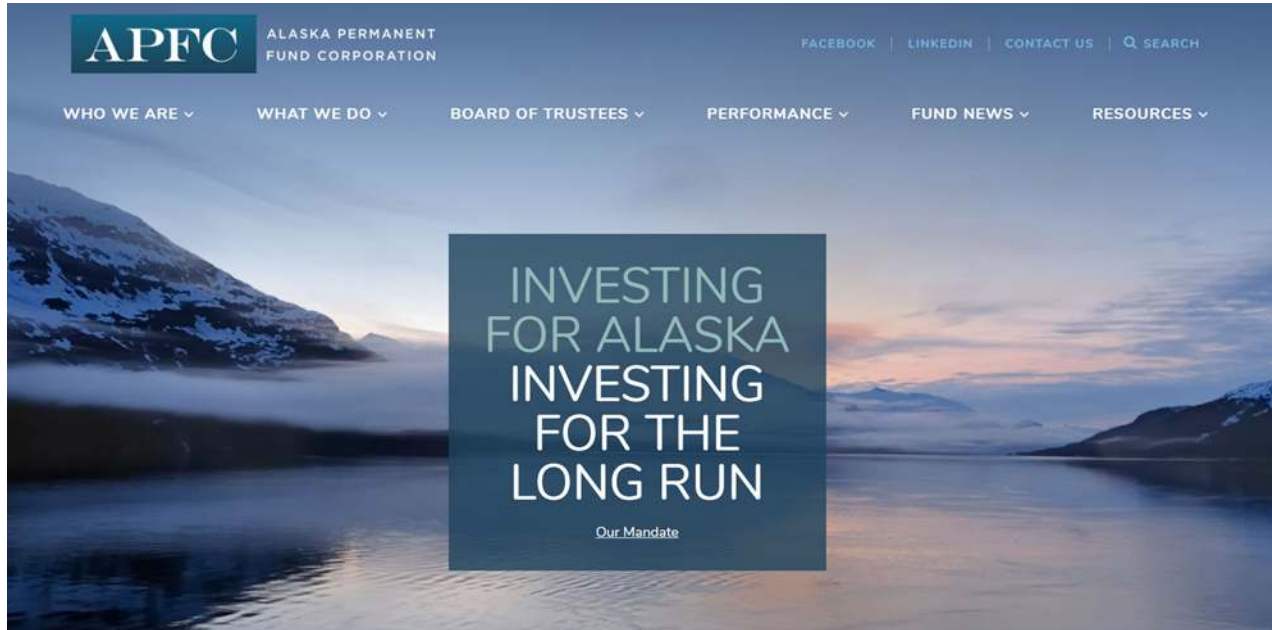 APFC
ALASKA PERMANENT
FUND CORPORATION
FACEBOOK | LINKEDIN | CONTACT US | SEARCH
WHO WE ARE WHAT WE DO BOARD OF TRUSTEES PERFORMANCE FUND NEWS RESOURCES
INVESTING
FOR ALASKA
INVESTING
FOR THE
LONG RUN
Our Mandate